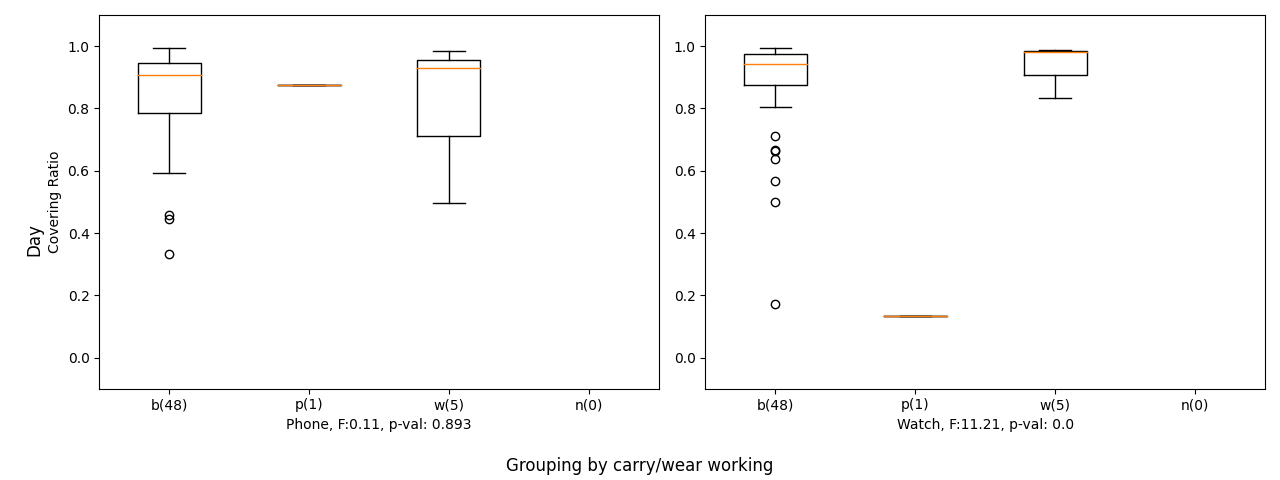 Day
Covering Ratio
1.0
0.8
0.6
0.4
0.2
0.0
b(48) p(1) w(5) n(0)
Phone, F:0.11, p-val: 0.893
1.0
0.8
0.6
0.4
0.2
0.0
b(48) p(1) w(5) n(0)
Watch, F:11.21, p-val: 0.0
Grouping by carry/wear working